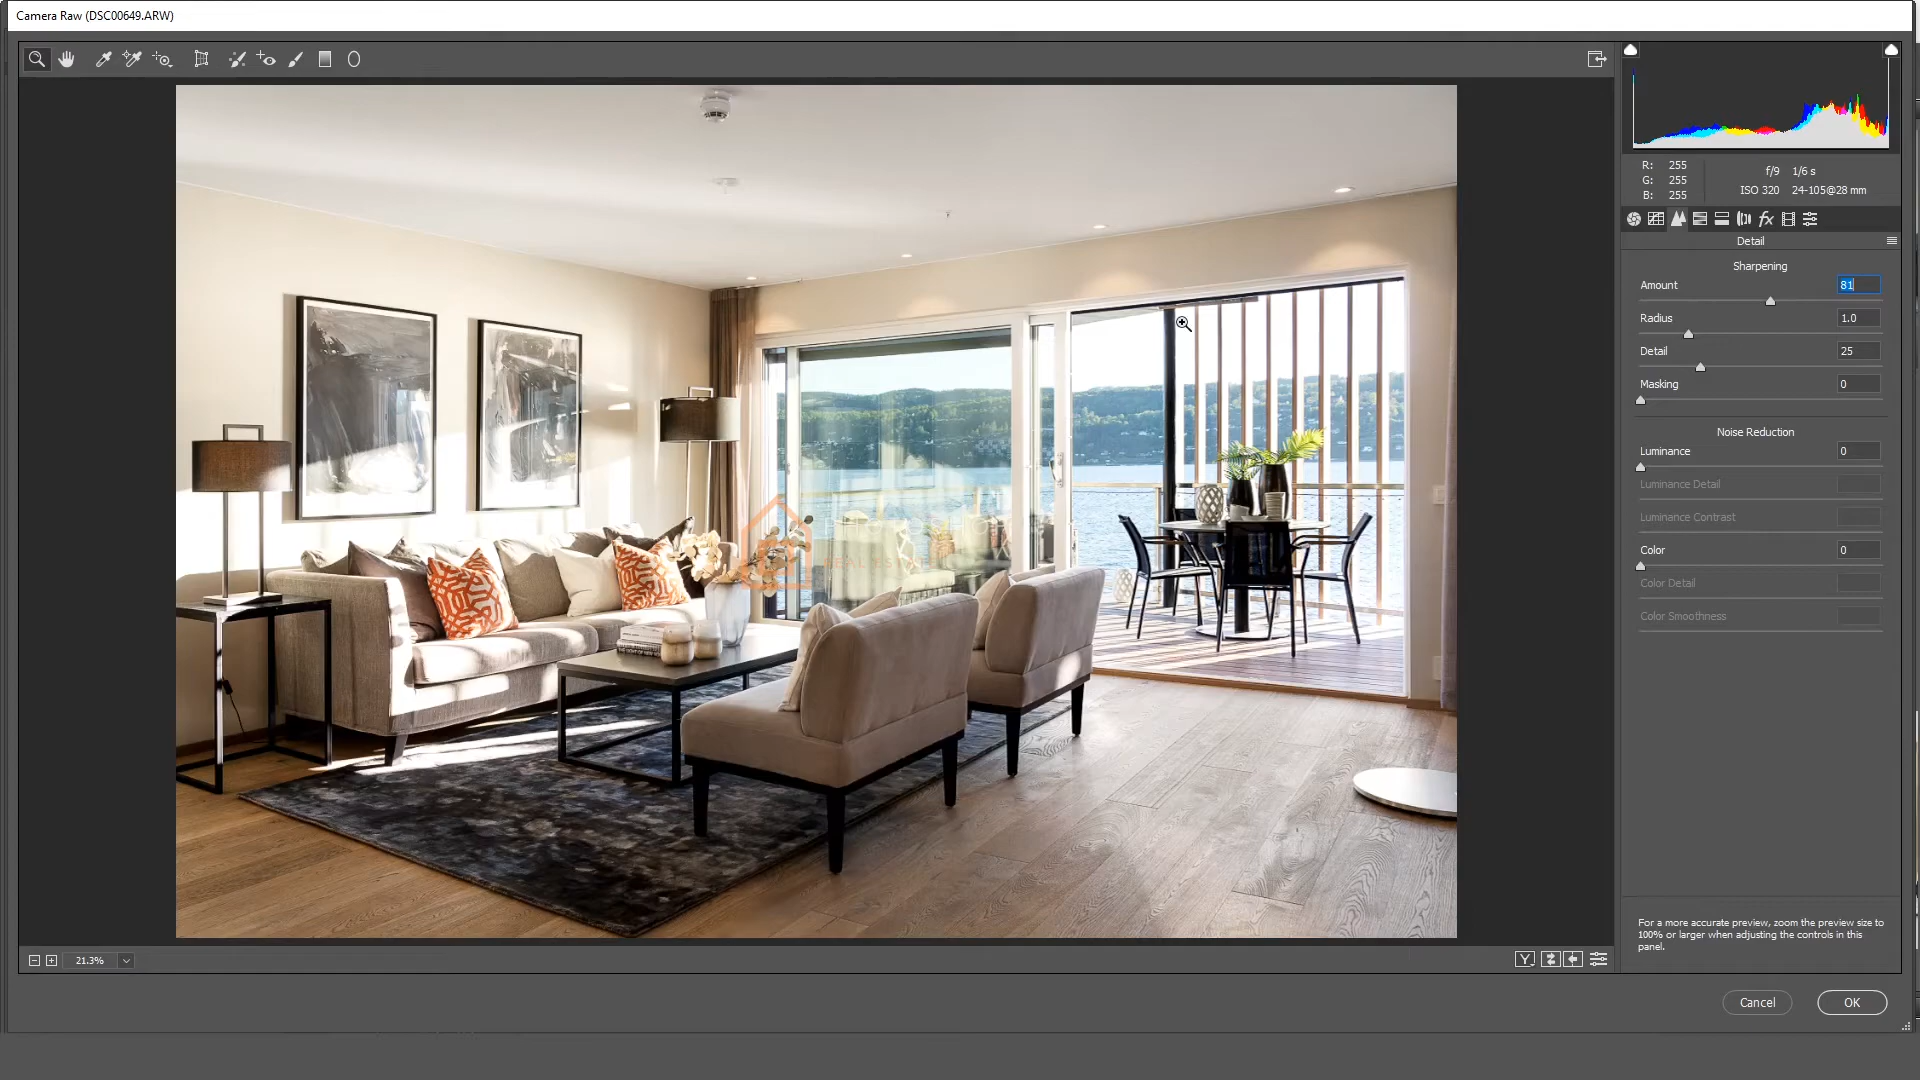 Camera Raw (DSC00649.ARW)
R: 255
G: 255
B: 255
f/9 1/6 s
ISO 320 24-105@28 mm
fx
Detail
Sharpening
Amount 81
Radius 1.0
Detail 25
Masking 0
Noise Reduction
Luminance 0
Luminance Detail
Luminance Contrast
Color 0
Color Detail
Color Smoothness
REAL ESTATE
For a more accurate preview, zoom the preview size to
100% or larger when adjusting the controls in this
panel.
21.3%
Y
Cancel OK